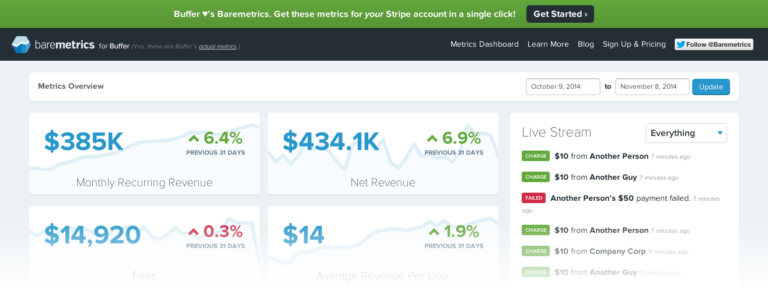 Buffer ♥'s Baremetrics. Get these metrics for your Stripe account in a single click! Get Started ›
baremetrics for Buffer (Yes, these are Buffer's actual metrics.) Metrics Dashboard Learn More Blog Sign Up & Pricing Follow @Baremetrics
Metrics Overview October 9, 2014 to November 8, 2014 Update
$385K 6.4%
PREVIOUS 31 DAYS
Monthly Recurring Revenue
$434.1K 6.9%
PREVIOUS 31 DAYS
Net Revenue
$14,920 0.3%
PREVIOUS 31 DAYS
Fees
$14 1.9%
PREVIOUS 31 DAYS
Average Revenue Per User
Live Stream Everything
CHARGE $10 from Another Person 7 minutes ago
CHARGE $10 from Another Guy 7 minutes ago
FAILED Another Person's $50 payment failed. 7 minutes
ago
CHARGE $10 from Another Person 7 minutes ago
CHARGE $10 from Company Corp 11 minutes ago
CHARGE $10 from Another Guy minutes ago